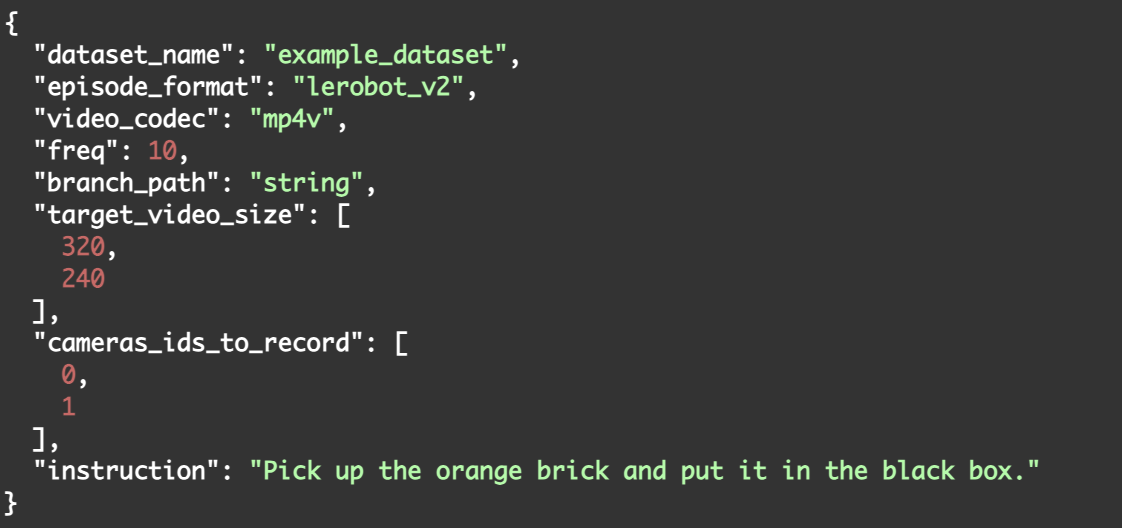 {
  "dataset_name": "example_dataset",
  "episode_format": "lerobot_v2",
  "video_codec": "mp4v",
  "freq": 10,
  "branch_path": "string",
  "target_video_size": [
    320,
    240
  ],
  "cameras_ids_to_record": [
    0,
    1
  ],
  "instruction": "Pick up the orange brick and put it in the black box."
}